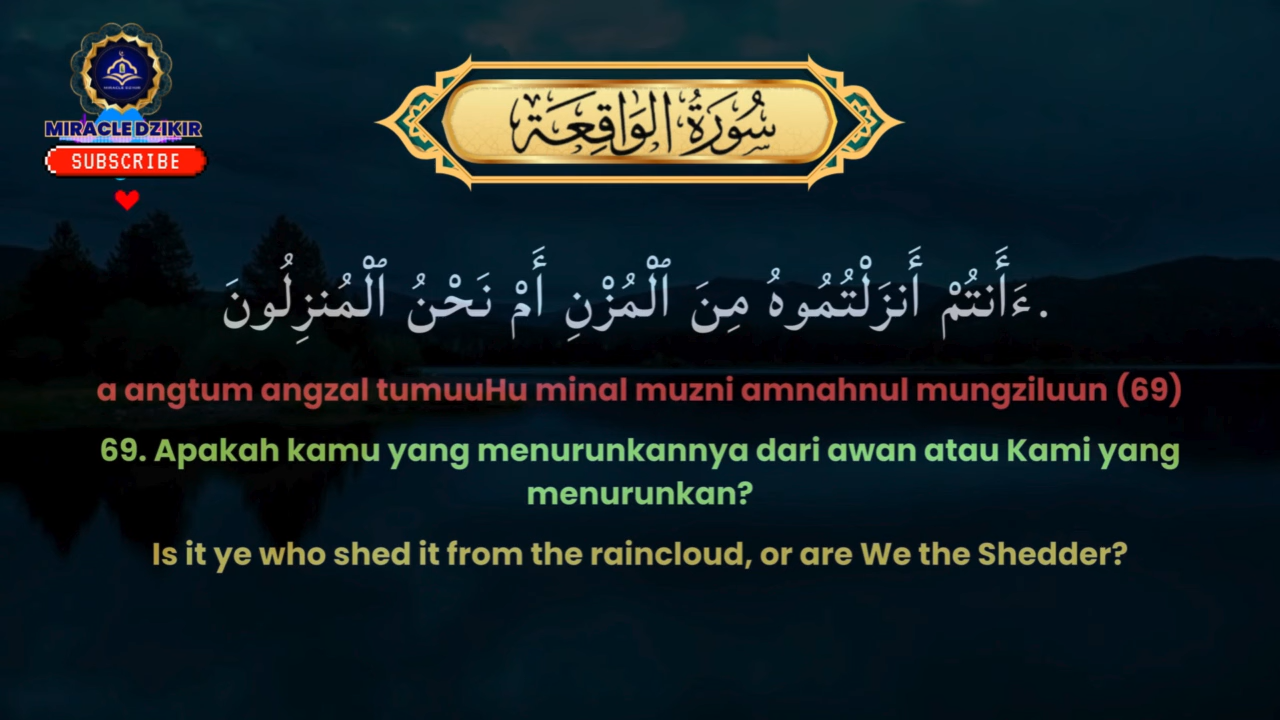 MIRACLE DZIKIR
SUBSCRIBE
سُورَةُ الوَاقِعَة
ءَأَنتُمْ أَنزَلْتُمُوهُ مِنَ ٱلْمُزْنِ أَمْ نَحْنُ ٱلْمُنزِلُونَ.
a angtum angzal tumuuHu minal muzni amnahnul mungziluun (69)
69. Apakah kamu yang menurunkannya dari awan atau Kami yang
menurunkan?
Is it ye who shed it from the raincloud, or are We the Shedder?